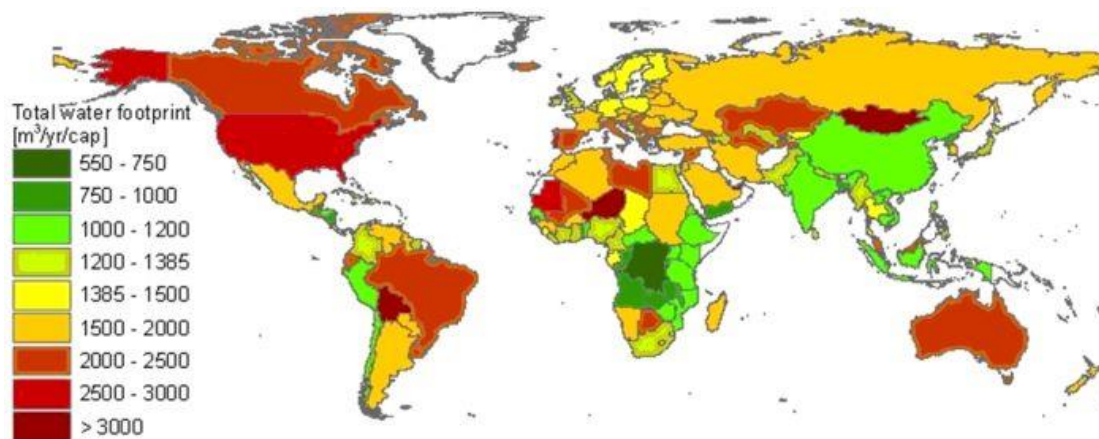 Total water footprint
[m³/yr/cap]
550 - 750
750 - 1000
1000 - 1200
1200 - 1385
1385 - 1500
1500 - 2000
2000 - 2500
2500 - 3000
> 3000